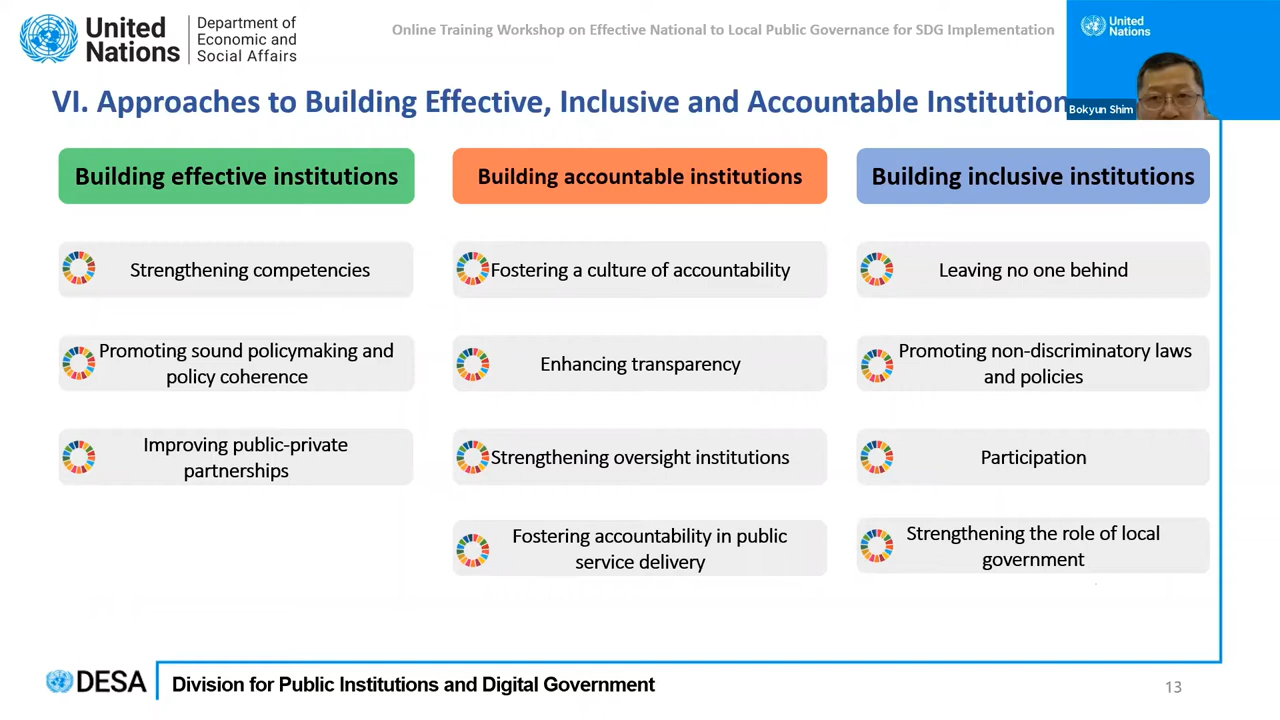 United
Nations
Department of
Economic and
Social Affairs
Online Training Workshop on Effective National to Local Public Governance for SDG Implementation
United
Nations
Bokyun Shim
VI. Approaches to Building Effective, Inclusive and Accountable Institution
Building effective institutions
Strengthening competencies
Promoting sound policymaking and
policy coherence
Improving public-private
partnerships
Building accountable institutions
Fostering a culture of accountability
Enhancing transparency
Strengthening oversight institutions
Fostering accountability in public
service delivery
Building inclusive institutions
Leaving no one behind
Promoting non-discriminatory laws
and policies
Participation
Strengthening the role of local
government
DESA
Division for Public Institutions and Digital Government
13